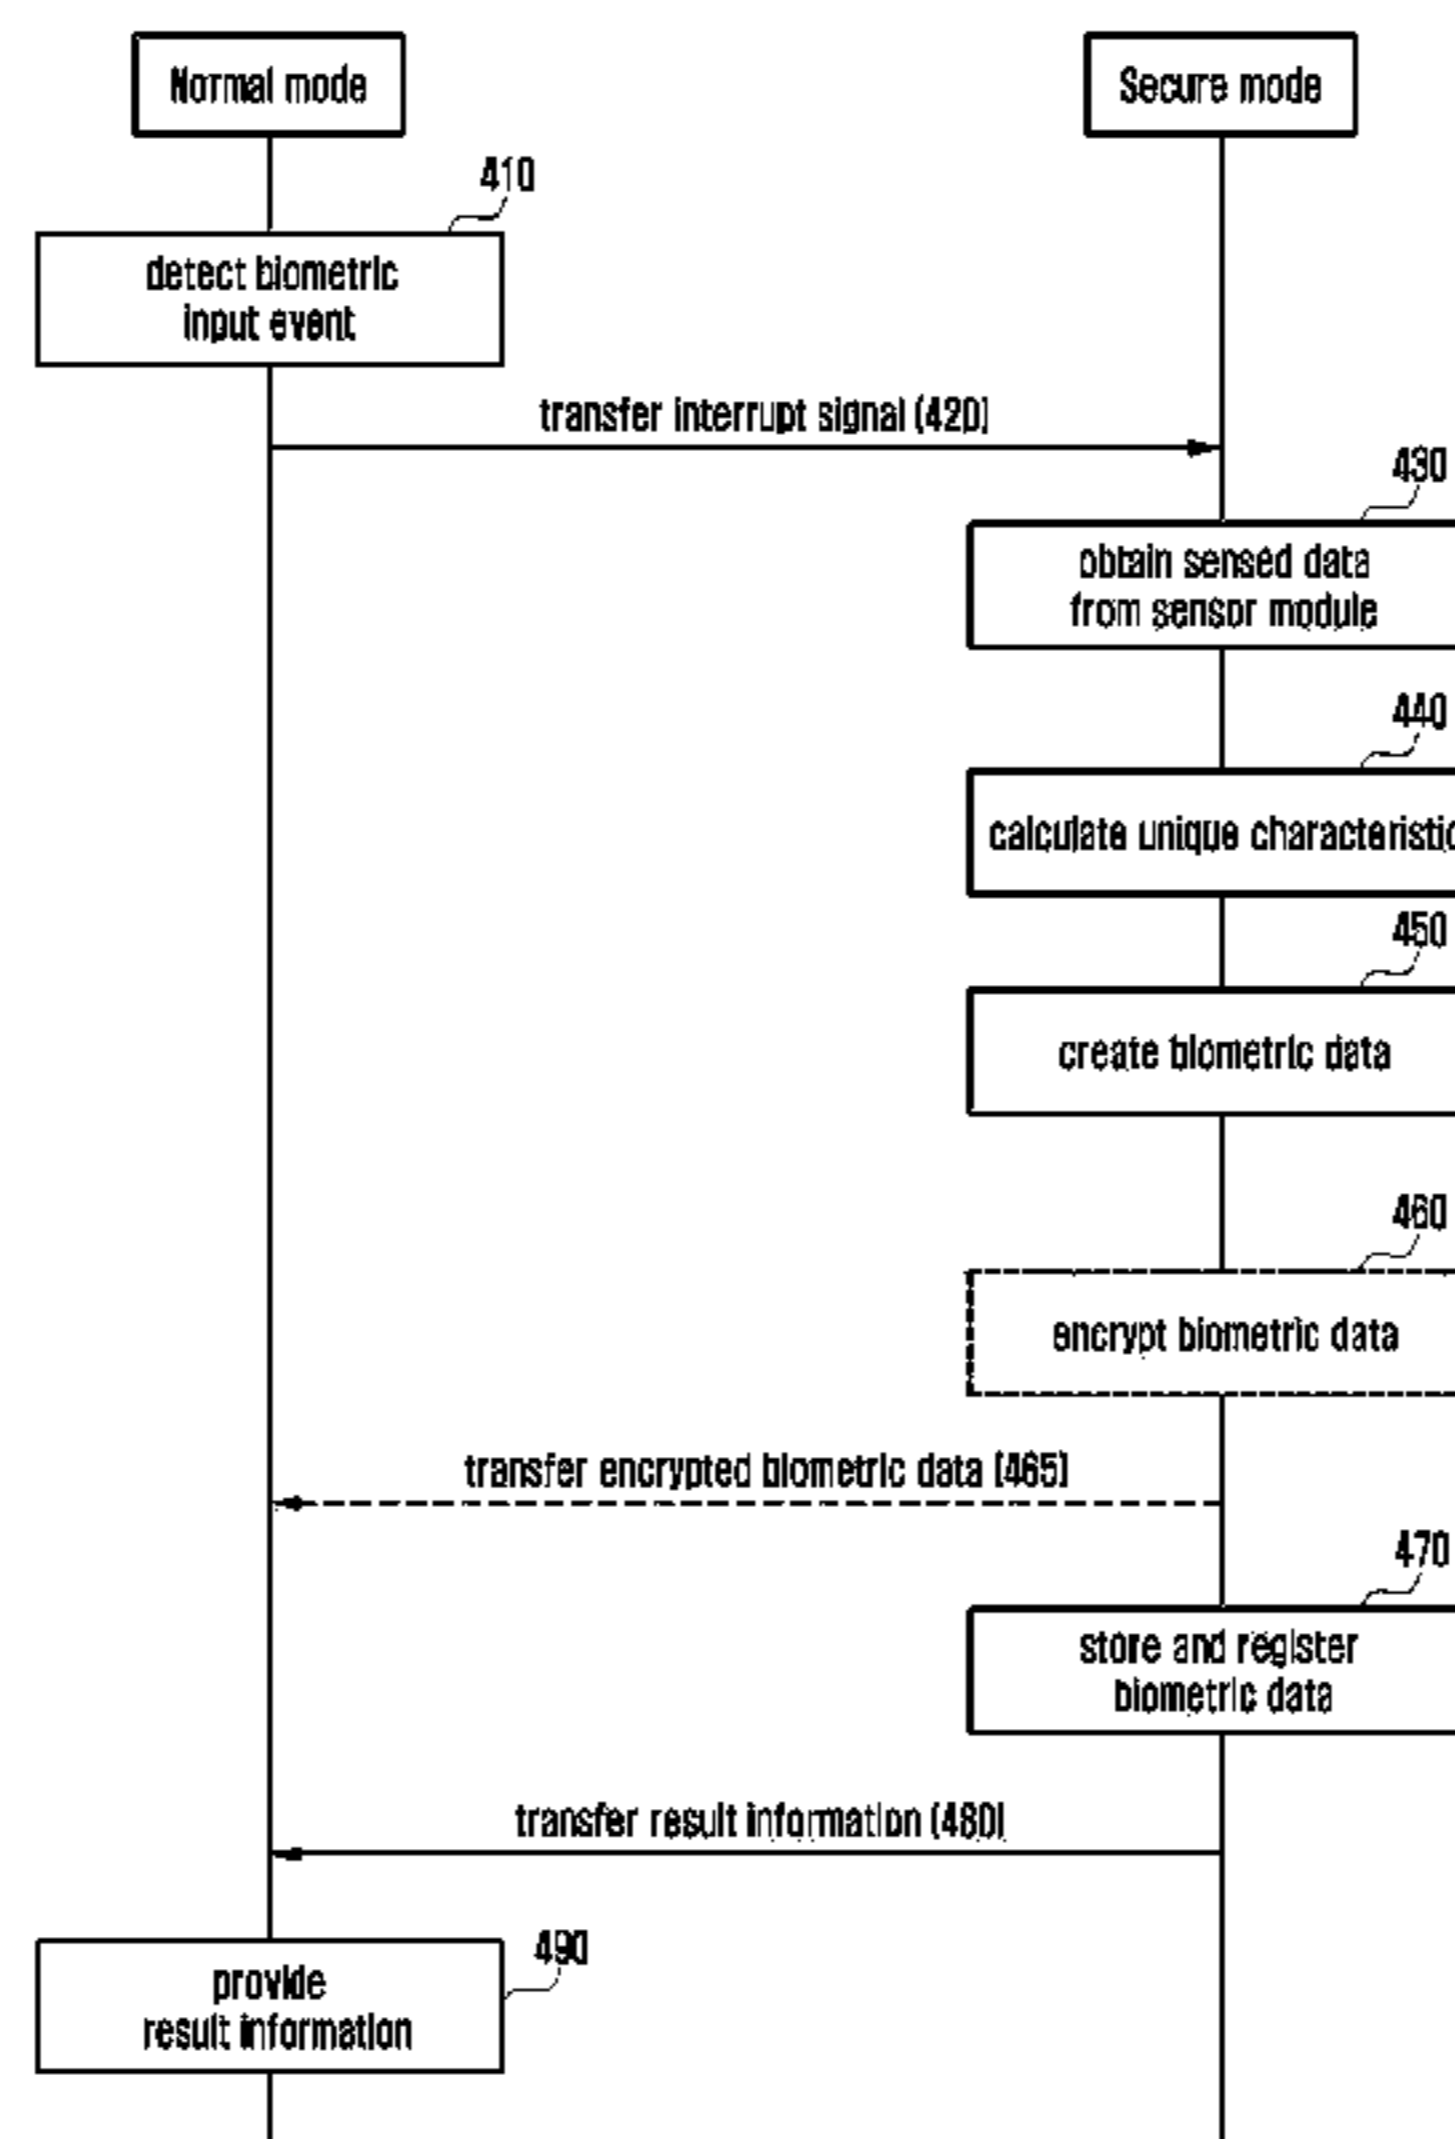 Normal mode
Secure mode
410
detect biometric
input event
transfer interrupt signal (420)
430
obtain sensed data
from sensor module
440
calculate unique characteristic
450
create biometric data
460
encrypt biometric data
transfer encrypted biometric data (465)
470
store and register
biometric data
transfer result information (480)
490
provide
result information